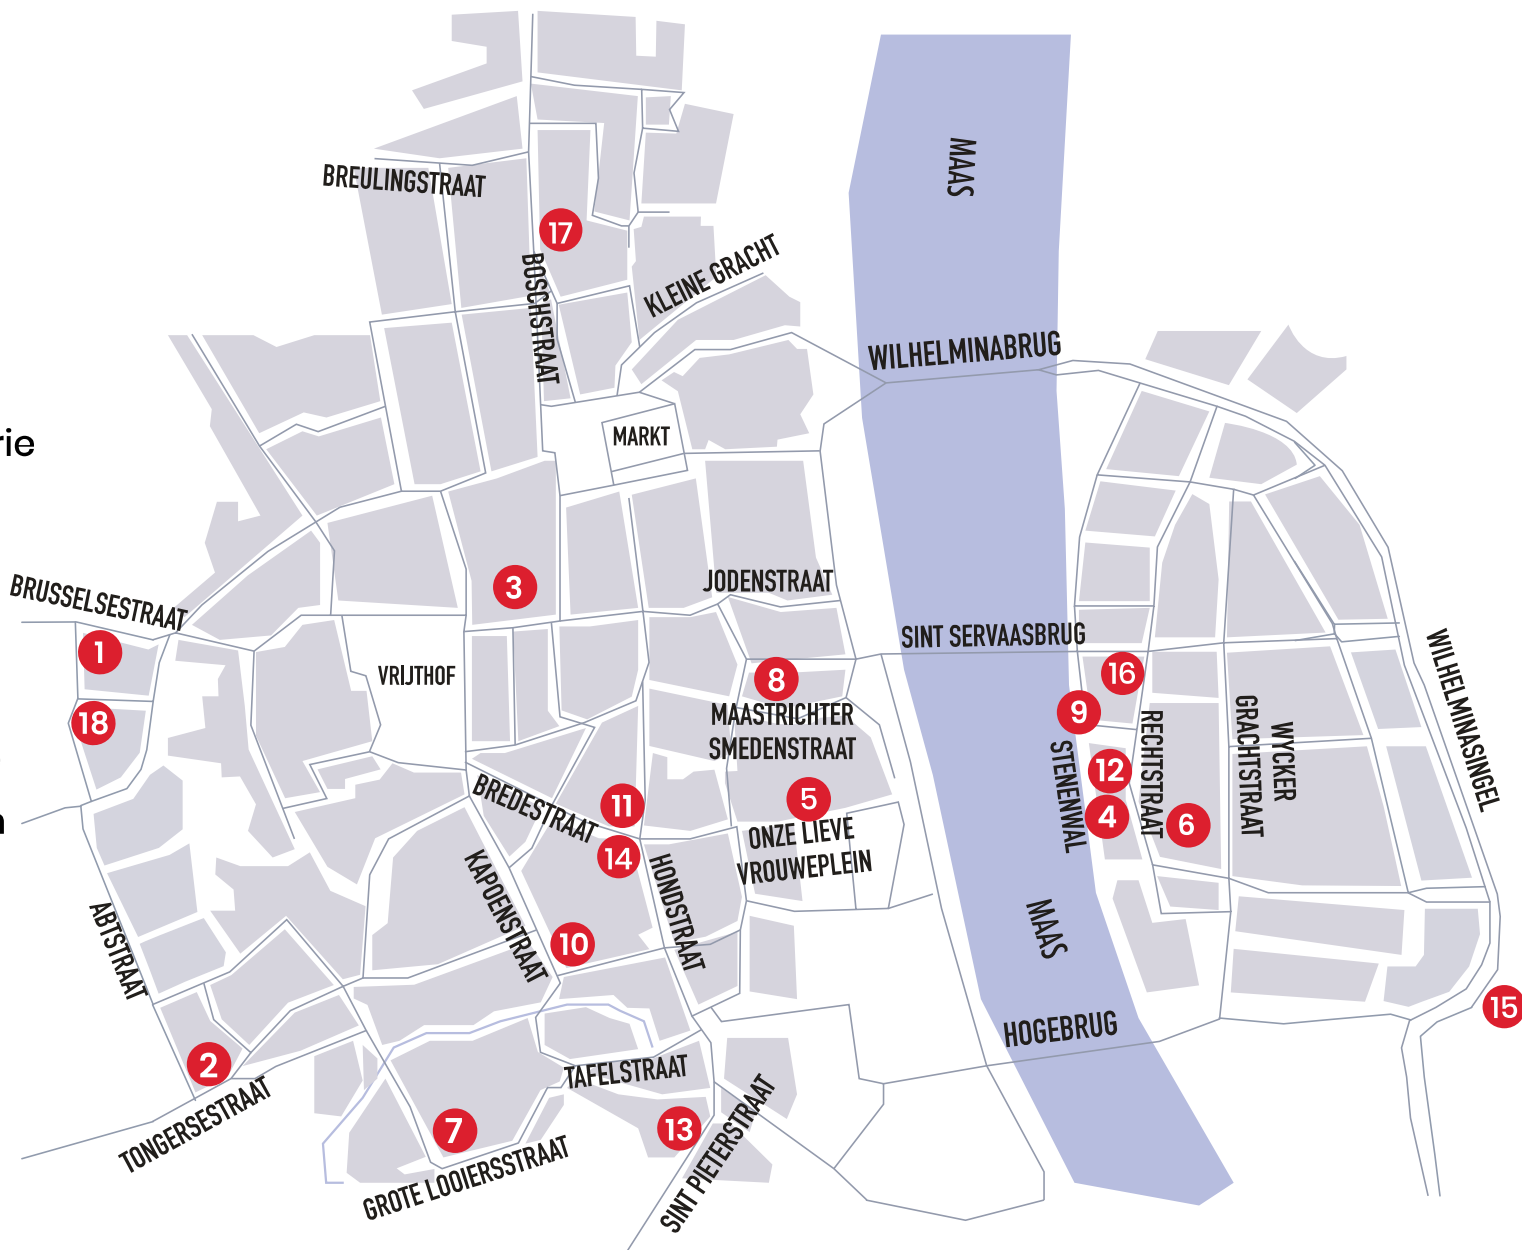 MAAS
BREULINGSTRAAT
17
BOSCHSTRAAT
KLEINE GRACHT
WILHELMINABRUG
rie
MARKT
BRUSSELSESTRAAT
3
JODENSTRAAT
SINT SERVAASBRUG
1
VRIJTHOF
8
16
18
MAASTRICHTER
SMEDENSTRAAT
9
RECHTSTRAAT
WYCKER
GRACHTSTRAAT
WILHELMINASINGEL
STENENWAL
12
BREDESTRAAT
11
5
4
6
n
ONZE LIEVE
VROUWEPLEIN
14
KAPOENSTRAAT
HONDSTRAAT
ABTSTRAAT
10
MAAS
15
HOGEBRUG
2
TAFELSTRAAT
TONGERSESTRAAT
7
13
GROTE LOOIERSSTRAAT
SINT PIETERSTRAAT